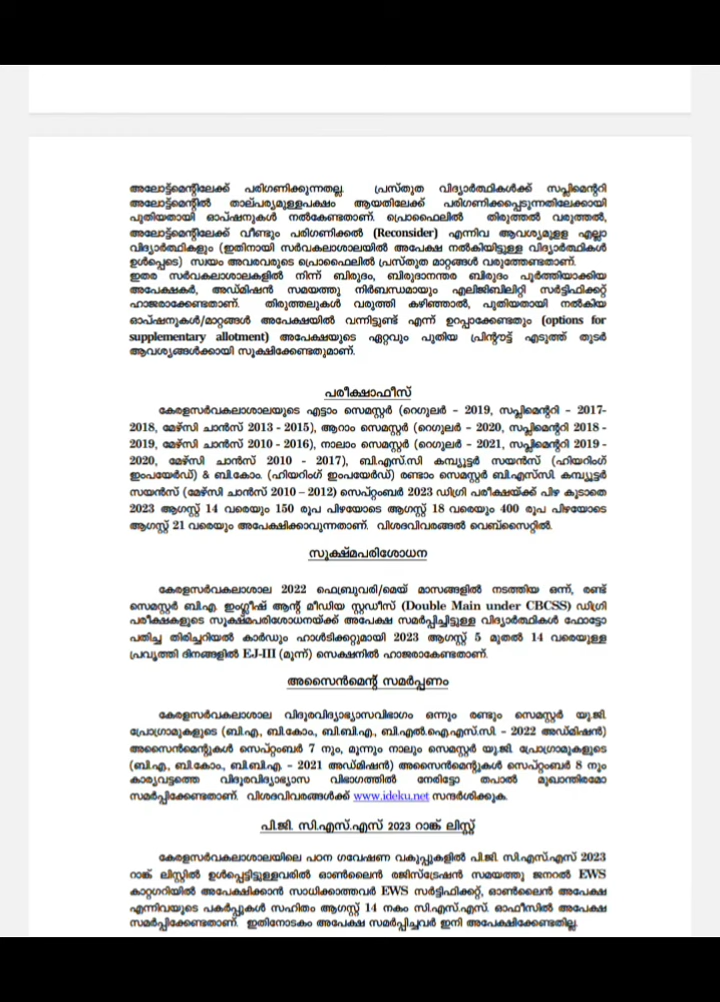 അലോട്ട്മെന്റിലേക്ക് പരിഗണിക്കുന്നതല്ല. പ്രസ്തുത വിദ്യാർത്ഥികൾക്ക് സപ്ലിമെന്ററി
അലോട്ട്മെന്റിൽ താല്പര്യമുള്ളപക്ഷം ആയതിലേക്ക് പരിഗണിക്കപ്പെടുന്നതിലേക്കായി
പുതിയതായി ഓപ്ഷനുകൾ നൽകേണ്ടതാണ്. പ്രൊഫൈലിൽ തിരുത്തൽ വരുത്തൽ,
അലോട്ട്മെന്റിലേക്ക് വീണ്ടും പരിഗണിക്കൽ (Reconsider) എന്നിവ ആവശ്യമുളള എല്ലാ
വിദ്യാർത്ഥികളും (ഇതിനായി സർവകലാശാലയിൽ അപേക്ഷ നൽകിയിട്ടുള്ള വിദ്യാർത്ഥികൾ
ഉൾപ്പെടെ) സ്വയം അവരവരുടെ പ്രൊഫൈലിൽ പ്രസ്തുത മാറ്റങ്ങൾ വരുത്തേണ്ടതാണ്.
ഇതര സർവകലാശാലകളിൽ നിന്ന് ബിരുദം, ബിരുദാനന്തര ബിരുദം പൂർത്തിയാക്കിയ
അപേക്ഷകർ, അഡ്മിഷൻ സമയത്തു നിർബന്ധമായും എലിജിബിലിറ്റി സർട്ടിഫിക്കറ്റ്
ഹാജരാക്കേണ്ടതാണ്. തിരുത്തലുകൾ വരുത്തി കഴിഞ്ഞാൽ, പുതിയതായി നൽകിയ
ഓപ്ഷനുകൾ/മാറ്റങ്ങൾ അപേക്ഷയിൽ വന്നിട്ടുണ്ട് എന്ന് ഉറപ്പാക്കേണ്ടതും (options for
supplementary allotment) അപേക്ഷയുടെ ഏറ്റവും പുതിയ പ്രിന്റൗട്ട് എടുത്ത് തുടർ
ആവശ്യങ്ങൾക്കായി സൂക്ഷിക്കേണ്ടതുമാണ്.
പരീക്ഷാഫീസ്
കേരളസർവകലാശാലയുടെ എട്ടാം സെമസ്റ്റർ (റെഗുലർ - 2019, സപ്ലിമെന്ററി - 2017-
2018, മേഴ്സി ചാൻസ് 2013 - 2015), ആറാം സെമസ്റ്റർ (റെഗുലർ - 2020, സപ്ലിമെന്ററി 2018 -
2019, മേഴ്സി ചാൻസ് 2010 - 2016), നാലാം സെമസ്റ്റർ (റെഗുലർ - 2021, സപ്ലിമെന്ററി 2019 -
2020, മേഴ്സി ചാൻസ് 2010 - 2017), ബി.എസ്.സി കമ്പ്യൂട്ടർ സയൻസ് (ഹിയറിംഗ്
ഇംപയേർഡ്) & ബി.കോം. (ഹിയറിംഗ് ഇംപയേർഡ്) രണ്ടാം സെമസ്റ്റർ ബി.എസ്‌സി. കമ്പ്യൂട്ടർ
സയൻസ് (മേഴ്സി ചാൻസ് 2010 – 2012) സെപ്റ്റംബർ 2023 ഡിഗ്രി പരീക്ഷയ്ക്ക് പിഴ കൂടാതെ
2023 ആഗസ്റ്റ് 14 വരെയും 150 രൂപ പിഴയോടെ ആഗസ്റ്റ് 18 വരെയും 400 രൂപ പിഴയോടെ
ആഗസ്റ്റ് 21 വരെയും അപേക്ഷിക്കാവുന്നതാണ്. വിശദവിവരങ്ങൽ വെബ്സൈറ്റിൽ.
സൂക്ഷ്മപരിശോധന
കേരളസർവകലാശാല 2022 ഫെബ്രുവരി/മെയ് മാസങ്ങളിൽ നടത്തിയ ഒന്ന്, രണ്ട്
സെമസ്റ്റർ ബി.എ. ഇംഗ്ലീഷ് ആന്റ് മീഡിയ സ്റ്റഡീസ് (Double Main under CBCSS) ഡിഗ്രി
പരീക്ഷകളുടെ സൂക്ഷ്മപരിശോധനയ്ക്ക് അപേക്ഷ സമർപ്പിച്ചിട്ടുള്ള വിദ്യാർത്ഥികൾ ഫോട്ടോ
പതിച്ച തിരിച്ചറിയൽ കാർഡും ഹാൾടിക്കറ്റുമായി 2023 ആഗസ്റ്റ് 5 മുതൽ 14 വരെയുള്ള
പ്രവൃത്തി ദിനങ്ങളിൽ EJ-III (മൂന്ന്) സെക്ഷനിൽ ഹാജരാകേണ്ടതാണ്.
അസൈൻമെന്റ് സമർപ്പണം
കേരളസർവകലാശാല വിദൂരവിദ്യാഭ്യാസവിഭാഗം ഒന്നും രണ്ടും സെമസ്റ്റർ യു.ജി.
പ്രോഗ്രാമുകളുടെ (ബി.എ., ബി.കോം., ബി.ബി.എ., ബി.എൽ.ഐ.എസ്.സി. - 2022 അഡ്മിഷൻ)
അസൈൻമെന്റുകൾ സെപ്റ്റംബർ 7 നും, മൂന്നും നാലും സെമസ്റ്റർ യു.ജി. പ്രോഗ്രാമുകളുടെ
(ബി.എ., ബി.കോം., ബി.ബി.എ. - 2021 അഡ്മിഷൻ) അസൈൻമെന്റുകൾ സെപ്റ്റംബർ 8 നും
കാര്യവട്ടത്തെ വിദൂരവിദ്യാഭ്യാസ വിഭാഗത്തിൽ നേരിട്ടോ തപാൽ മുഖാന്തിരമോ
സമർപ്പിക്കേണ്ടതാണ്. വിശദവിവരങ്ങൾക്ക് www.ideku.net സന്ദർശിക്കുക.
പി.ജി. സി.എസ്.എസ് 2023 റാങ്ക് ലിസ്റ്റ്
കേരളസർവകലാശാലയിലെ പഠന ഗവേഷണ വകുപ്പുകളിൽ പി.ജി. സി.എസ്.എസ് 2023
റാങ്ക് ലിസ്റ്റിൽ ഉൾപ്പെട്ടിട്ടുള്ളവരിൽ ഓൺലൈൻ രജിസ്ട്രേഷൻ സമയത്തു ജനറൽ EWS
കാറ്റഗറിയിൽ അപേക്ഷിക്കാൻ സാധിക്കാത്തവർ EWS സർട്ടിഫിക്കറ്റ്, ഓൺലൈൻ അപേക്ഷ
എന്നിവയുടെ പകർപ്പുകൾ സഹിതം ആഗസ്റ്റ് 14 നകം സി.എസ്.എസ്. ഓഫീസിൽ അപേക്ഷ
സമർപ്പിക്കേണ്ടതാണ്. ഇതിനോടകം അപേക്ഷ സമർപ്പിച്ചവർ ഇനി അപേക്ഷിക്കേണ്ടതില്ല.